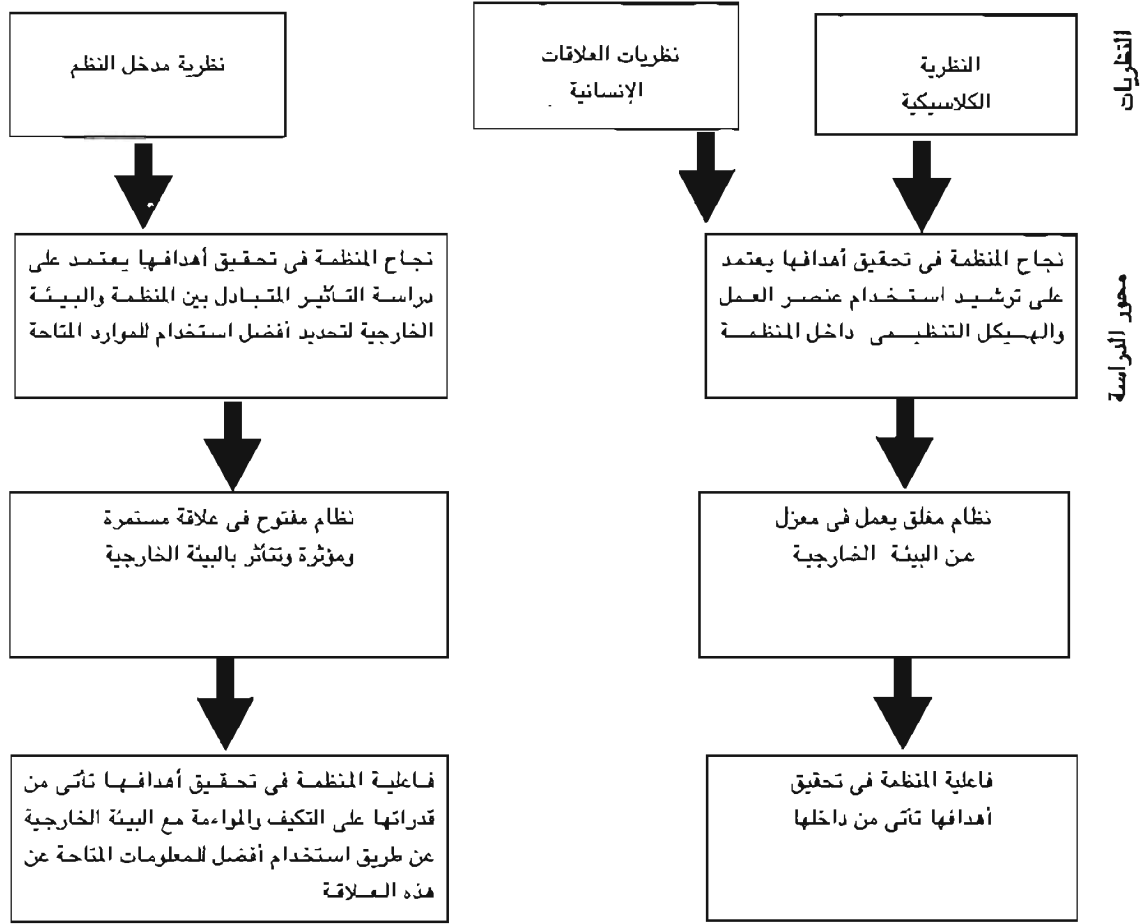 النظريات
النظرية
الكلاسيكية
نظريات العلاقات
الإنسانية
نظرية مدخل النظم
محور الدراسة
نجاح المنظمة فى تحقيق أهدافها يعتمد
على ترشيد استخدام عنصر العمل
والهيكل التنظيمى داخل المنظمة
نجاح المنظمة فى تحقيق أهدافها يعتمد على
دراسة التأثير المتبادل بين المنظمة والبيئة
الخارجية لتحديد أفضل استخدام للموارد المتاحة
نظام مغلق يعمل فى معزل
عن البيئة الخارجية
نظام مفتوح فى علاقة مستمرة
ومؤثرة وتتأثر بالبيئة الخارجية
فاعلية المنظمة فى تحقيق
أهدافها تأتى من داخلها
فاعلية المنظمة فى تحقيق أهدافها تأتى من
قدراتها على التكيف والمواءمة مع البيئة الخارجية
عن طريق استخدام أفضل للمعلومات المتاحة عن
هذه العلاقة